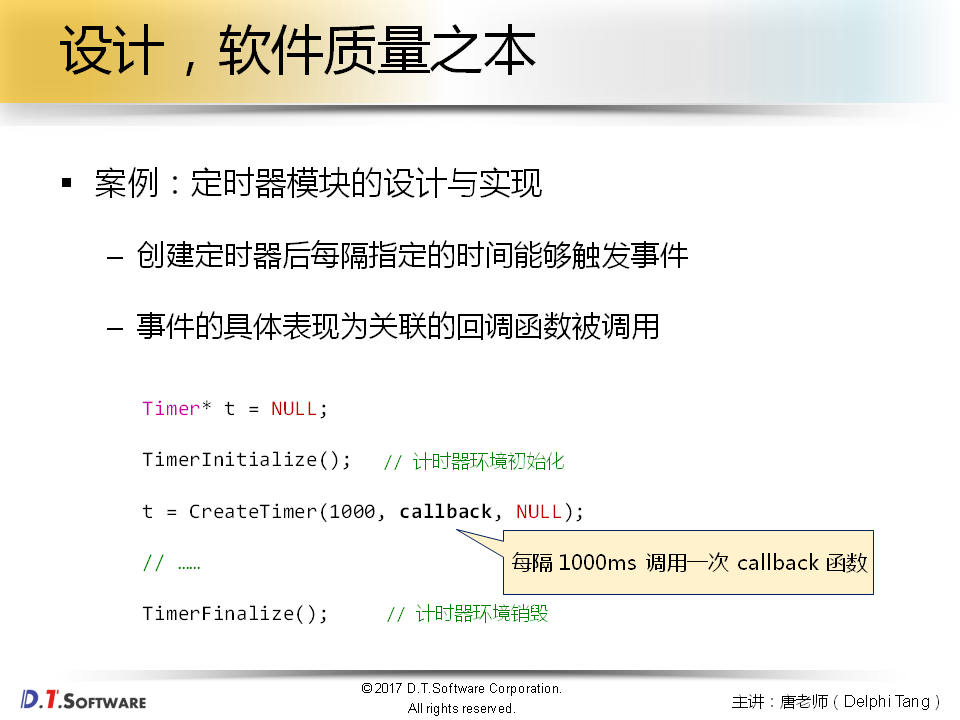 设计，软件质量之本
▪ 案例：定时器模块的设计与实现
– 创建定时器后每隔指定的时间能够触发事件
– 事件的具体表现为关联的回调函数被调用
Timer* t = NULL;
TimerInitialize(); // 计时器环境初始化
t = CreateTimer(1000, callback, NULL);
// ……
每隔 1000ms 调用一次 callback 函数
TimerFinalize(); // 计时器环境销毁
D.T.SOFTWARE
©2017 D.T.Software Corporation.
All rights reserved.
主讲：唐老师（Delphi Tang）